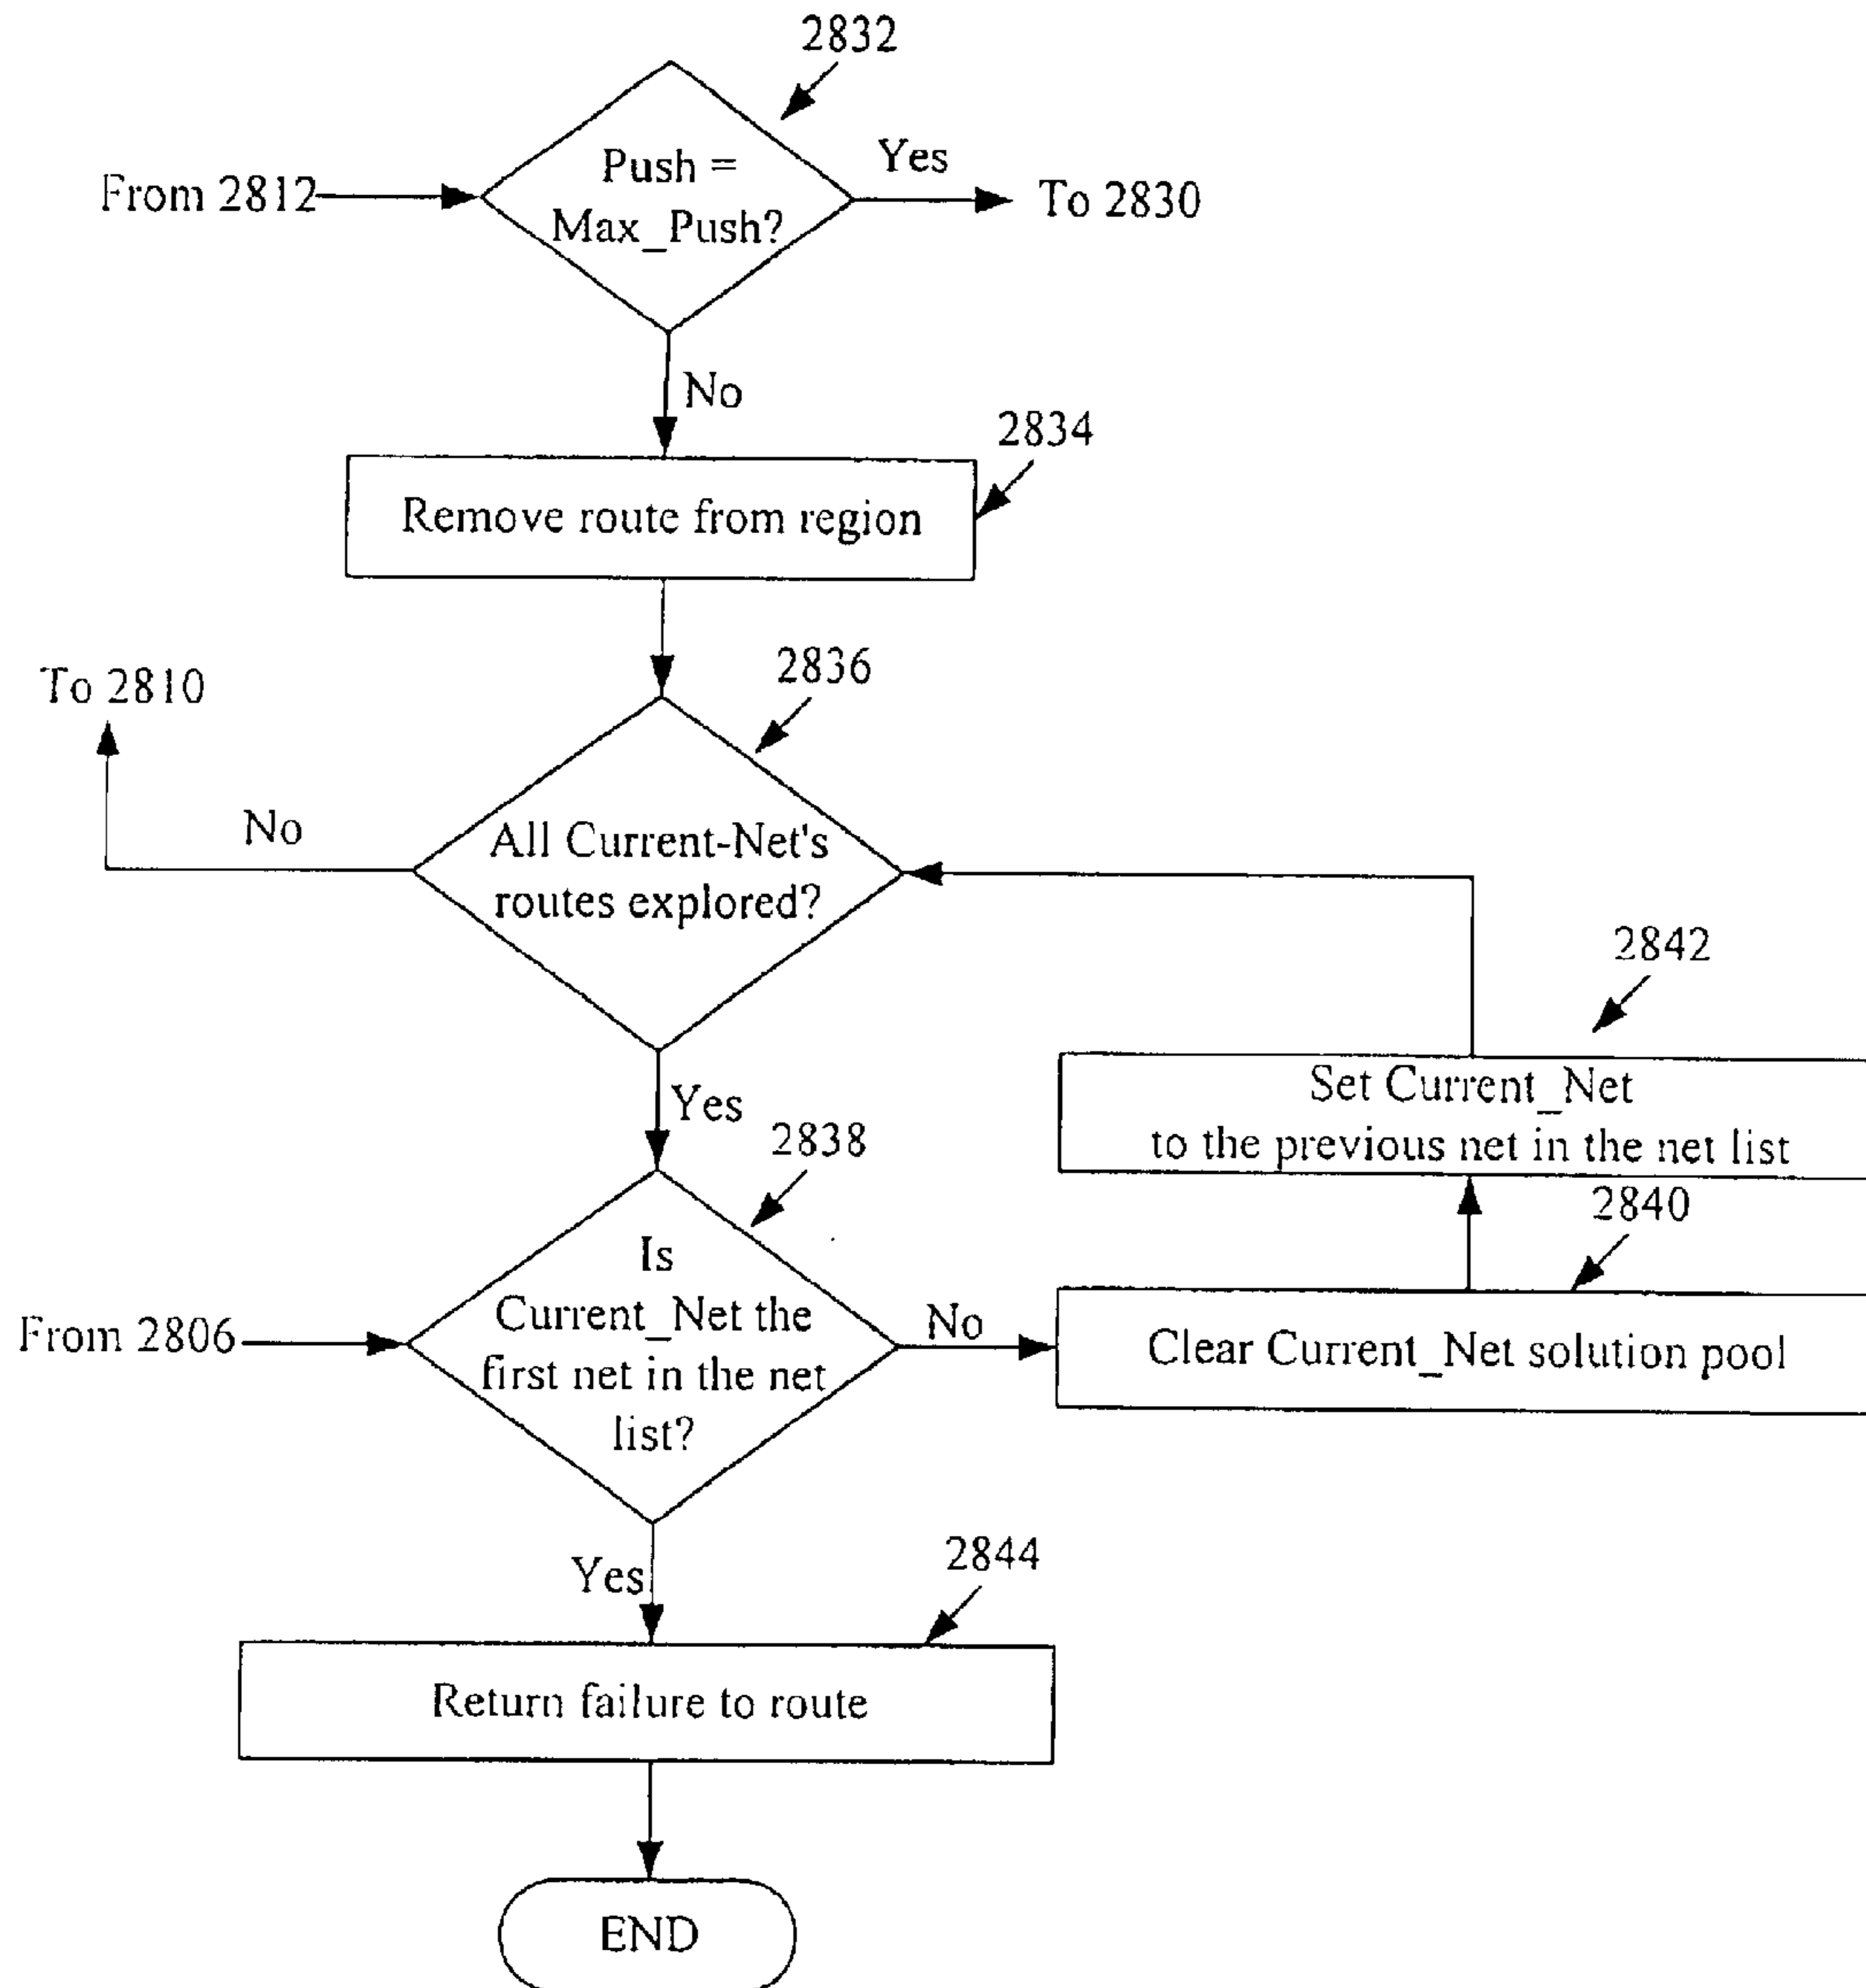 2832
Push =
Max_Push?
Yes
From 2812
To 2830
No
2834
Remove route from region
2836
To 2810
No
All Current-Net's
routes explored?
2842
Set Current_Net
to the previous net in the net list
Yes
2838
2840
Is
Current_Net the
first net in the net
list?
From 2806
No
Clear Current_Net solution pool
Yes
2844
Return failure to route
END